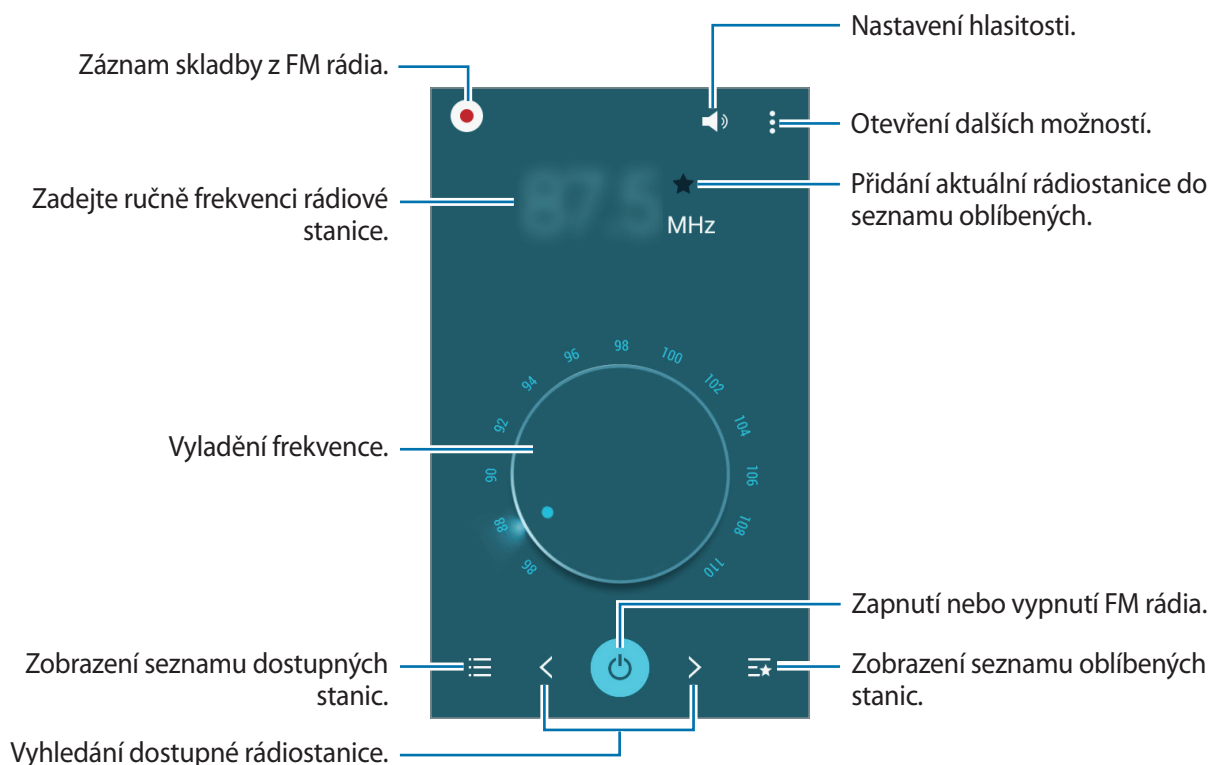 Nastavení hlasitosti.
Záznam skladby z FM rádia.
Otevření dalších možností.
Zadejte ručně frekvenci rádiové
stanice.
87.5
MHz
Přidání aktuální rádiostanice do
seznamu oblíbených.
86
88
90
92
94
96
98
100
102
104
106
108
110
Vyladění frekvence.
Zapnutí nebo vypnutí FM rádia.
Zobrazení seznamu dostupných
stanic.
Zobrazení seznamu oblíbených
stanic.
Vyhledání dostupné rádiostanice.